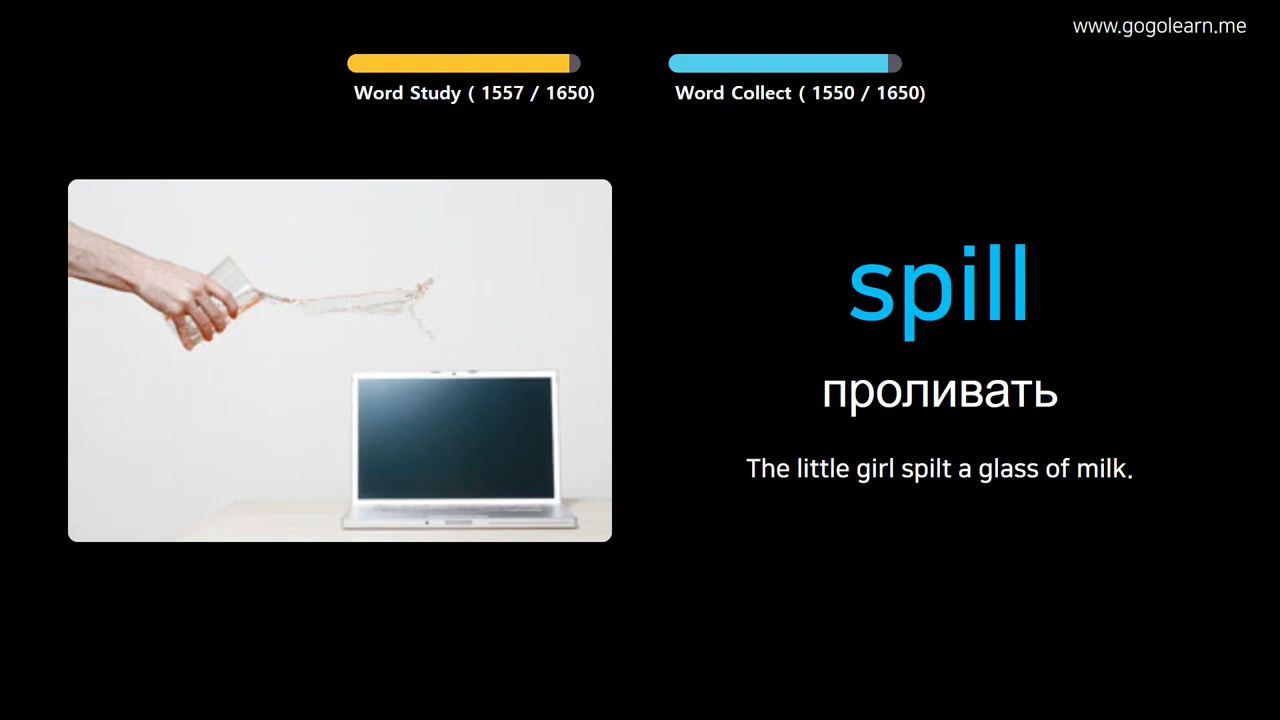 www.gogolearn.me
Word Study ( 1557 / 1650)
Word Collect ( 1550 / 1650)
spill
проливать
The little girl spilt a glass of milk.